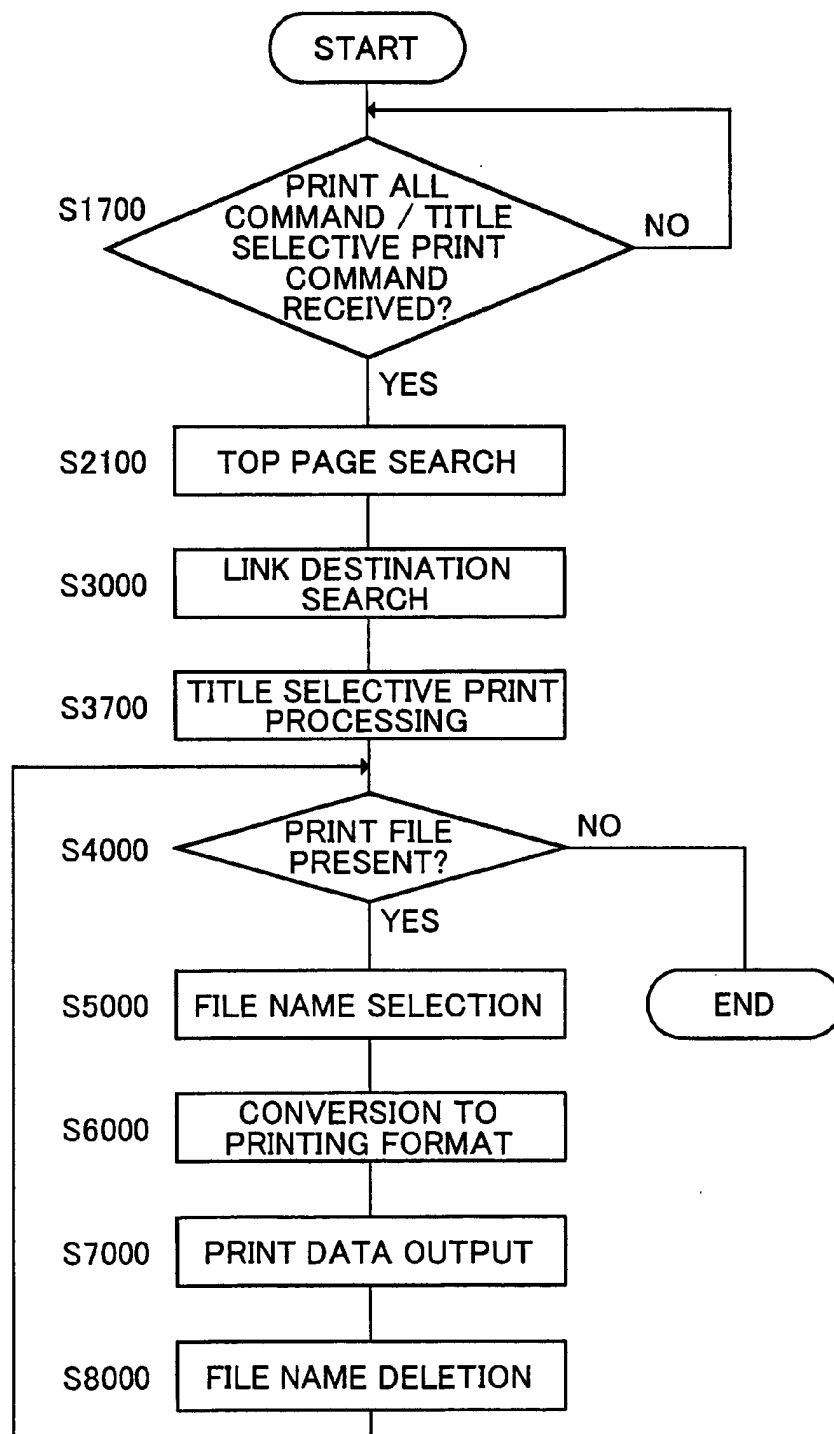 START
S1700
PRINT ALL
COMMAND / TITLE
SELECTIVE PRINT
COMMAND
RECEIVED?
NO
YES
S2100
TOP PAGE SEARCH
S3000
LINK DESTINATION
SEARCH
S3700
TITLE SELECTIVE PRINT
PROCESSING
S4000
PRINT FILE
PRESENT?
NO
YES
S5000
FILE NAME SELECTION
END
S6000
CONVERSION TO
PRINTING FORMAT
S7000
PRINT DATA OUTPUT
S8000
FILE NAME DELETION